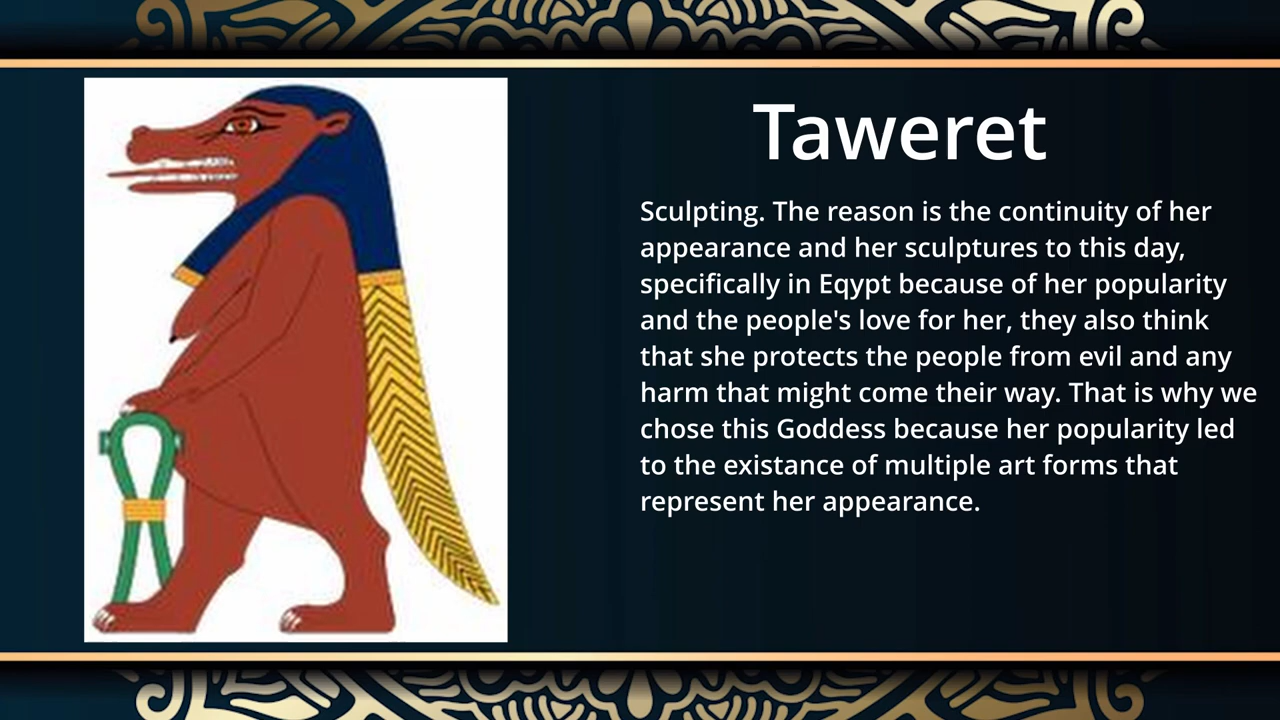 Taweret
Sculpting. The reason is the continuity of her
appearance and her sculptures to this day,
specifically in Eqypt because of her popularity
and the people's love for her, they also think
that she protects the people from evil and any
harm that might come their way. That is why we
chose this Goddess because her popularity led
to the existance of multiple art forms that
represent her appearance.